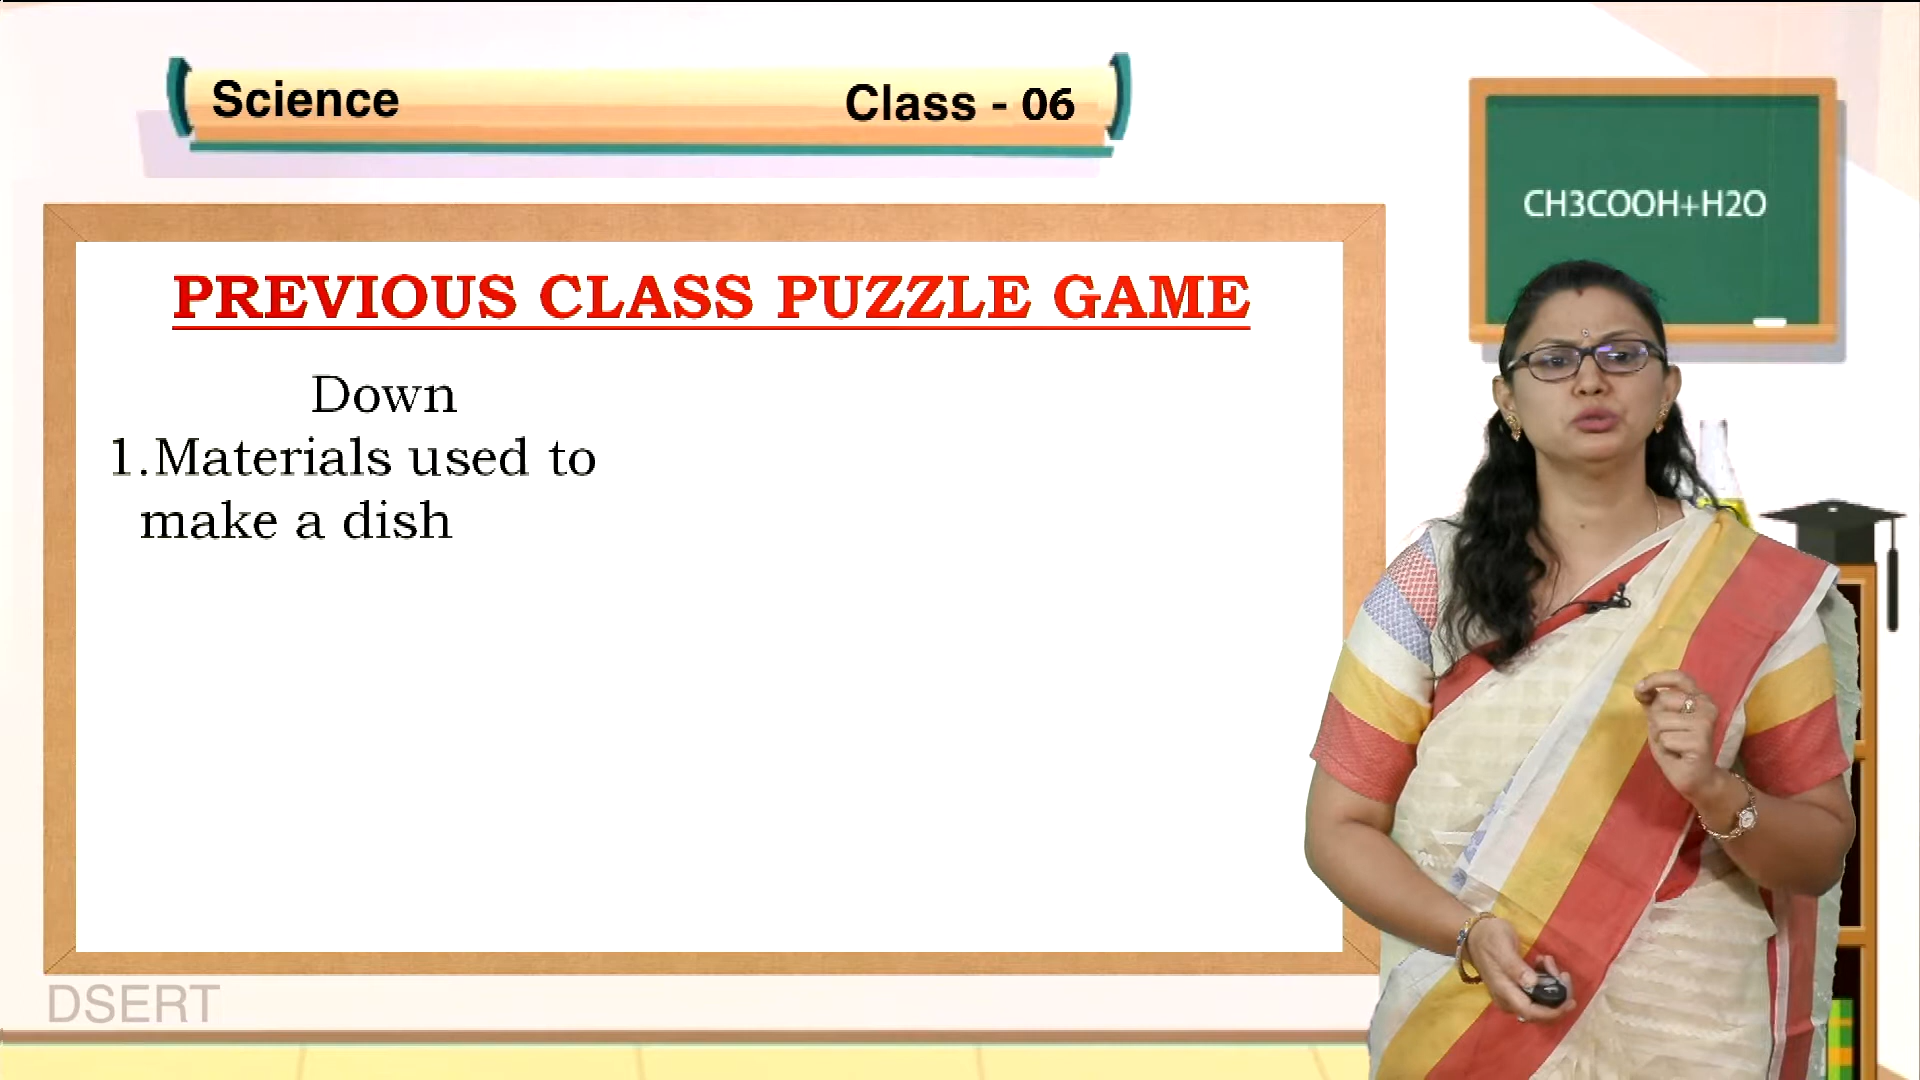 Science
Class - 06
CH3COOH+H2O
PREVIOUS CLASS PUZZLE GAME
Down
1.Materials used to
make a dish
DSERT